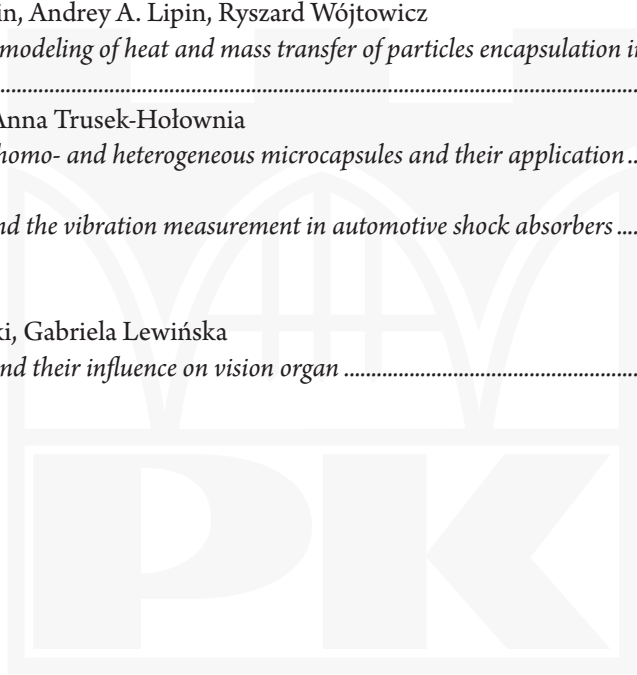 in, Andrey A. Lipin, Ryszard Wójtowicz
modeling of heat and mass transfer of particles encapsulation in
Anna Trusek-Hołownia
homo- and heterogeneous microcapsules and their application
nd the vibration measurement in automotive shock absorbers
ki, Gabriela Lewińska
nd their influence on vision organ
PK